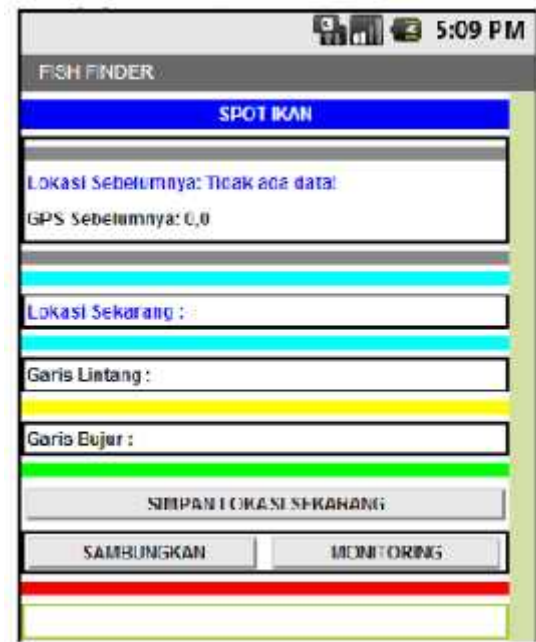 5:09 PM
FISH FINDER
SPOT IKAN
Lokasi Sebelumnya: Tidak ada data!
GPS Sebelumnya: 0,0
Lokasi Sekarang :
Garis Lintang :
Garis Bujur :
SIMPAN LOKASI SEKARANG
SAMBUNGKAN MONITORING